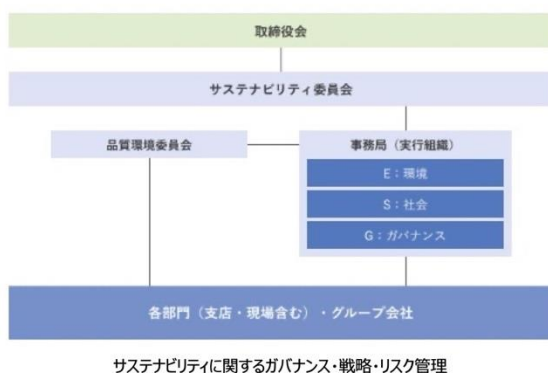 取締役会
サステナビリティ委員会
品質環境委員会
事務局（実行組織）
E：環境
S：社会
G：ガバナンス
各部門（支店・現場含む）・グループ会社
サステナビリティに関するガバナンス・戦略・リスク管理